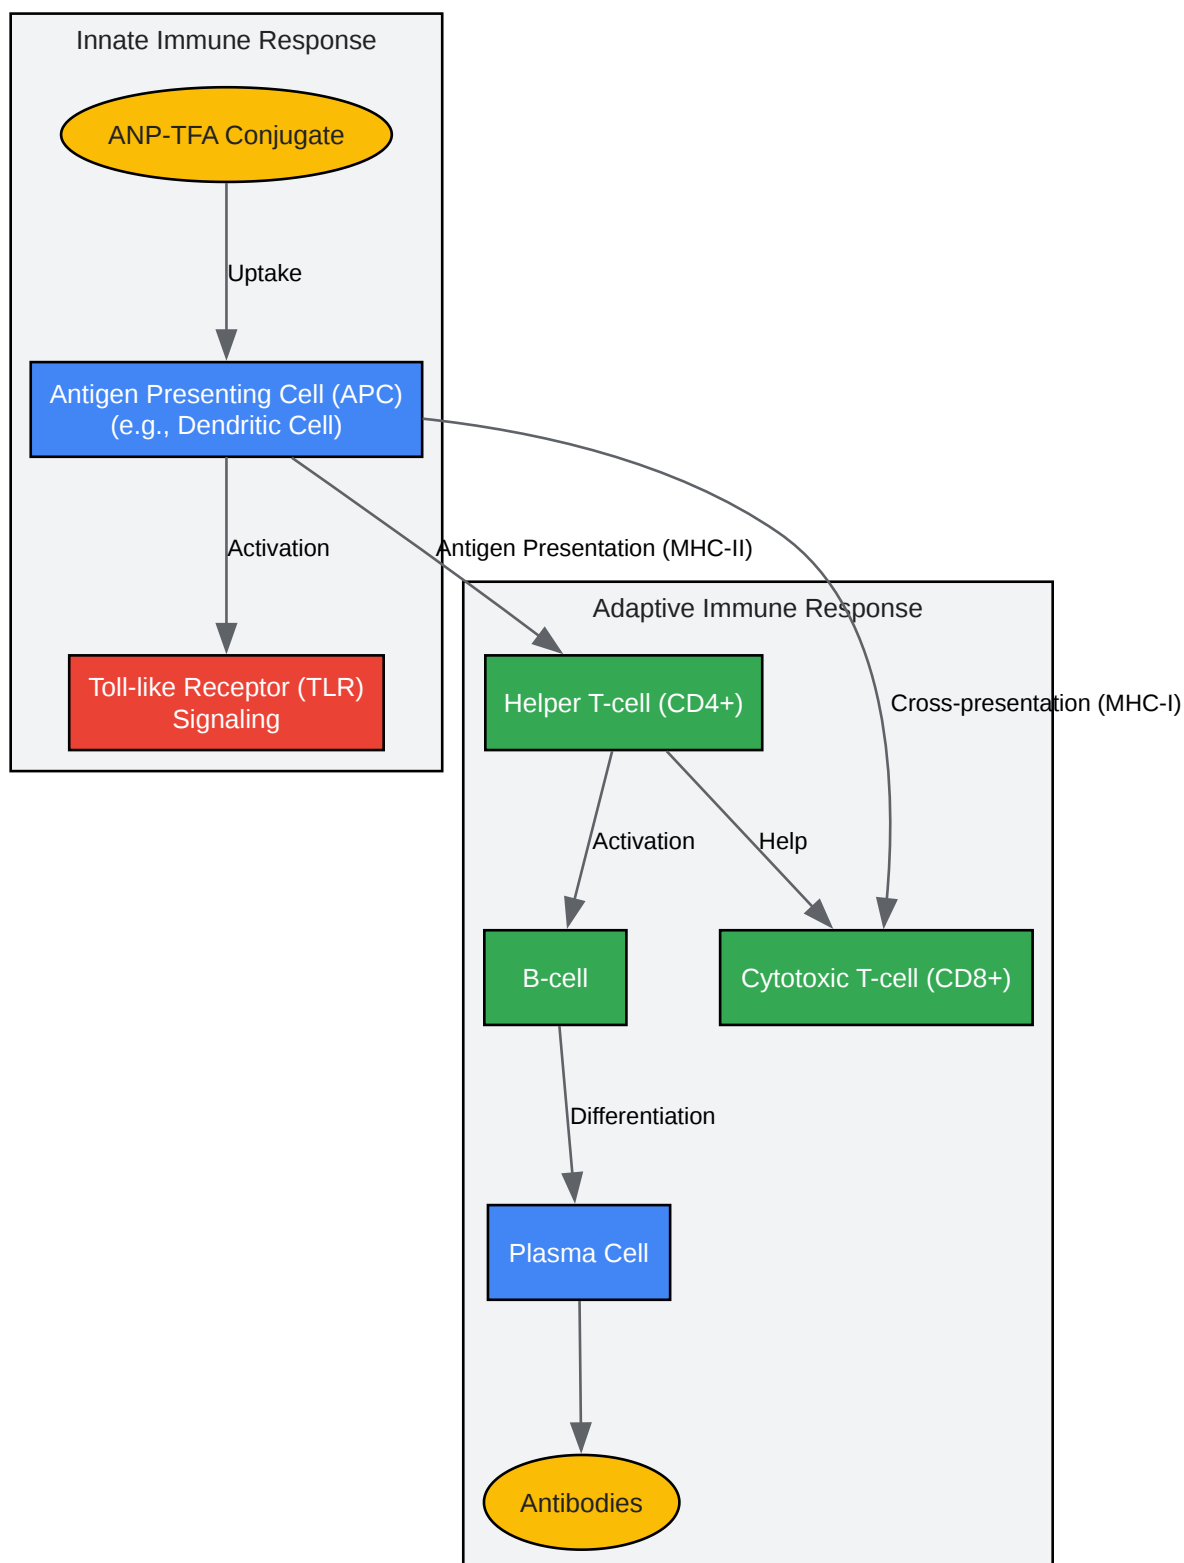 Innate Immune Response
ANP-TFA Conjugate
Uptake
Antigen Presenting Cell (APC)
(e.g., Dendritic Cell)
Activation
Antigen Presentation (MHC-II)
Toll-like Receptor (TLR)
Signaling
Adaptive Immune Response
Helper T-cell (CD4+)
Cross-presentation (MHC-I)
Activation
Help
B-cell
Cytotoxic T-cell (CD8+)
Differentiation
Plasma Cell
Antibodies